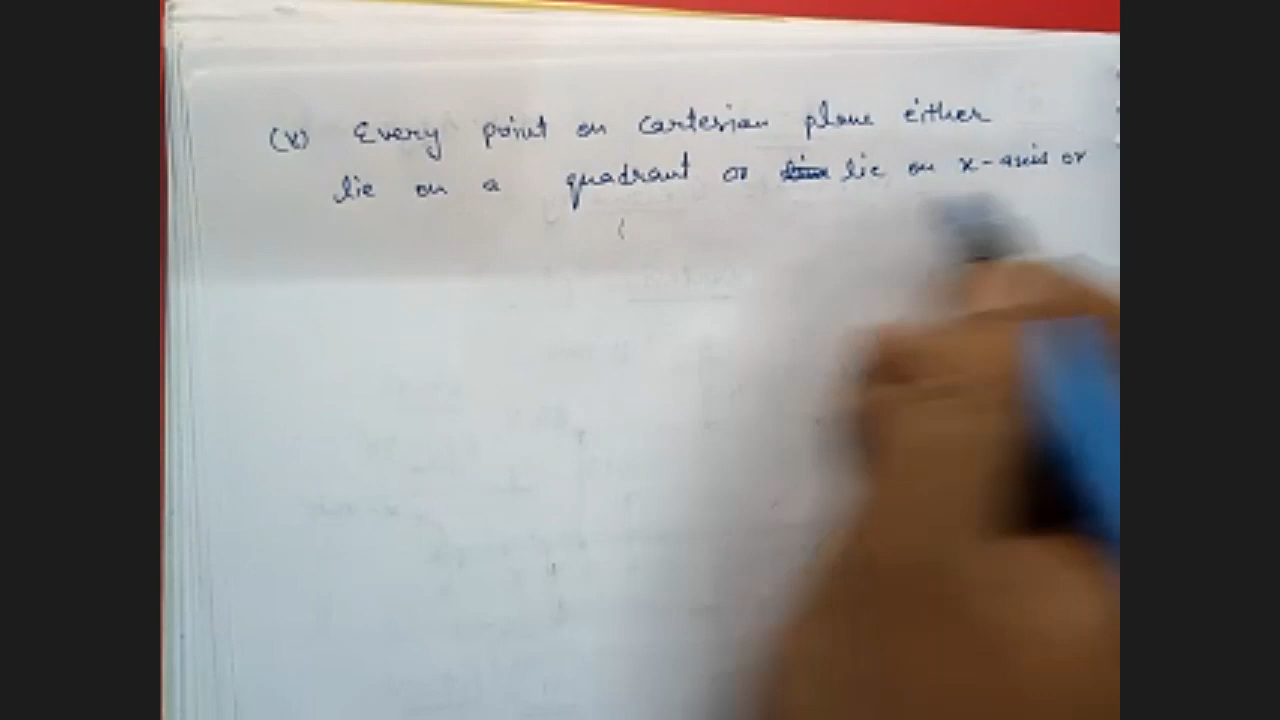 (v) Every point on cartesian plane either
lie on a quadrant or lie on x-axis or